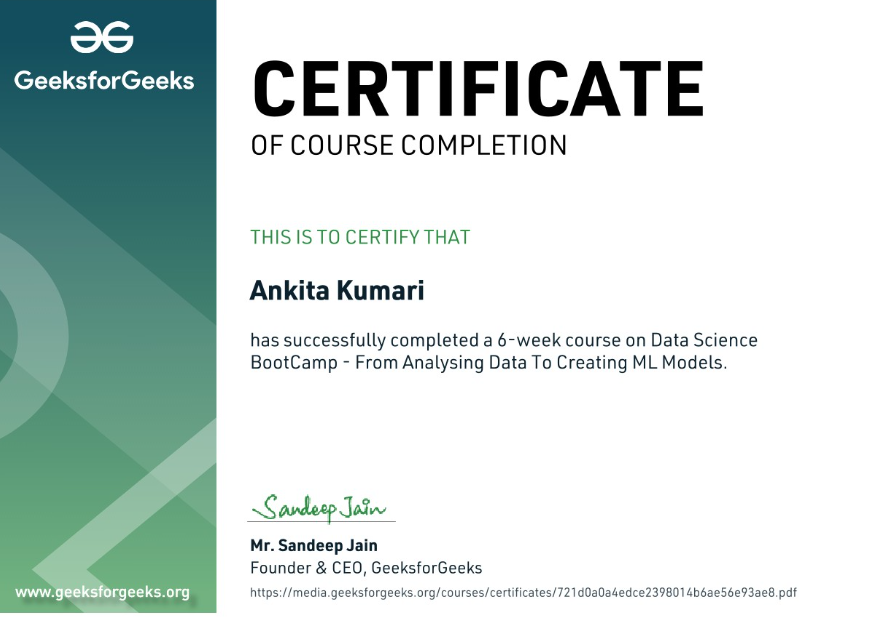 GeeksforGeeks
CERTIFICATE
OF COURSE COMPLETION
THIS IS TO CERTIFY THAT
Ankita Kumari
has successfully completed a 6-week course on Data Science
BootCamp - From Analysing Data To Creating ML Models.
Sandeep Jain
Mr. Sandeep Jain
Founder & CEO, GeeksforGeeks
www.geeksforgeeks.org
https://media.geeksforgeeks.org/courses/certificates/721d0a0a4edce2398014b6ae56e93ae8.pdf